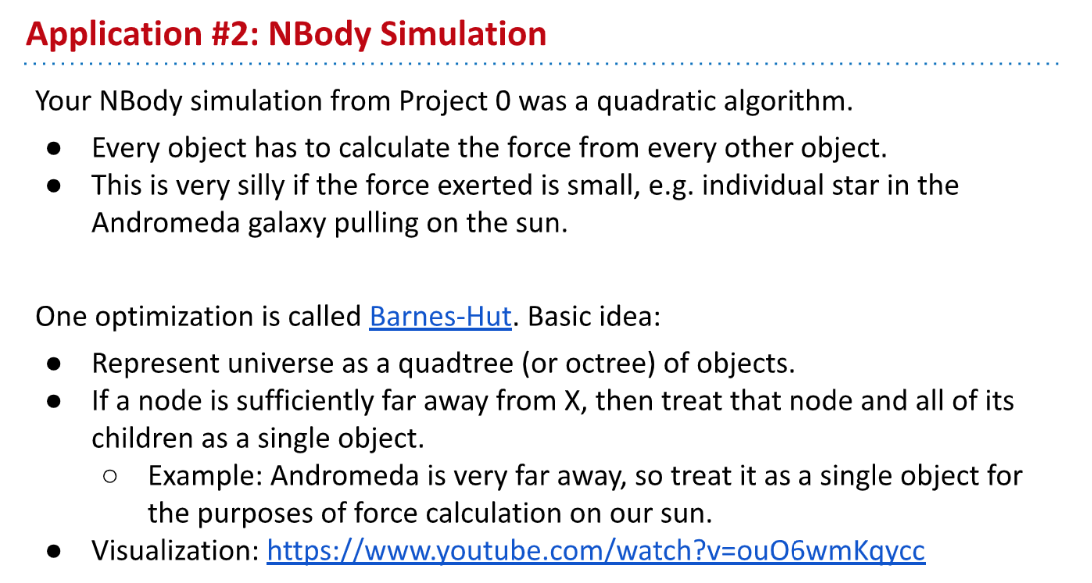 Application #2: NBody Simulation
Your NBody simulation from Project 0 was a quadratic algorithm.
● Every object has to calculate the force from every other object.
● This is very silly if the force exerted is small, e.g. individual star in the
Andromeda galaxy pulling on the sun.
One optimization is called Barnes-Hut. Basic idea:
● Represent universe as a quadtree (or octree) of objects.
● If a node is sufficiently far away from X, then treat that node and all of its
children as a single object.
○ Example: Andromeda is very far away, so treat it as a single object for
the purposes of force calculation on our sun.
● Visualization: https://www.youtube.com/watch?v=ouO6wmKqycc